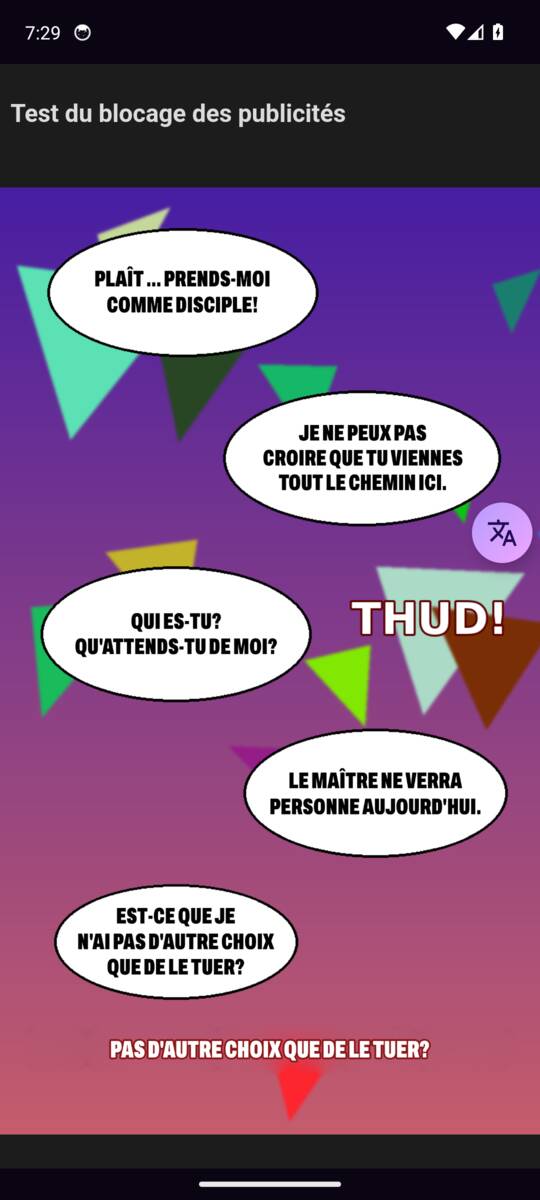 7:29
Test du blocage des publicités
PLAÎT ... PRENDS-MOI
COMME DISCIPLE!
JE NE PEUX PAS
CROIRE QUE TU VIENNES
TOUT LE CHEMIN ICI.
QUI ES-TU?
QU'ATTENDS-TU DE MOI?
THUD!
LE MAÎTRE NE VERRA
PERSONNE AUJOURD'HUI.
EST-CE QUE JE
N'AI PAS D'AUTRE CHOIX
QUE DE LE TUER?
PAS D'AUTRE CHOIX QUE DE LE TUER?